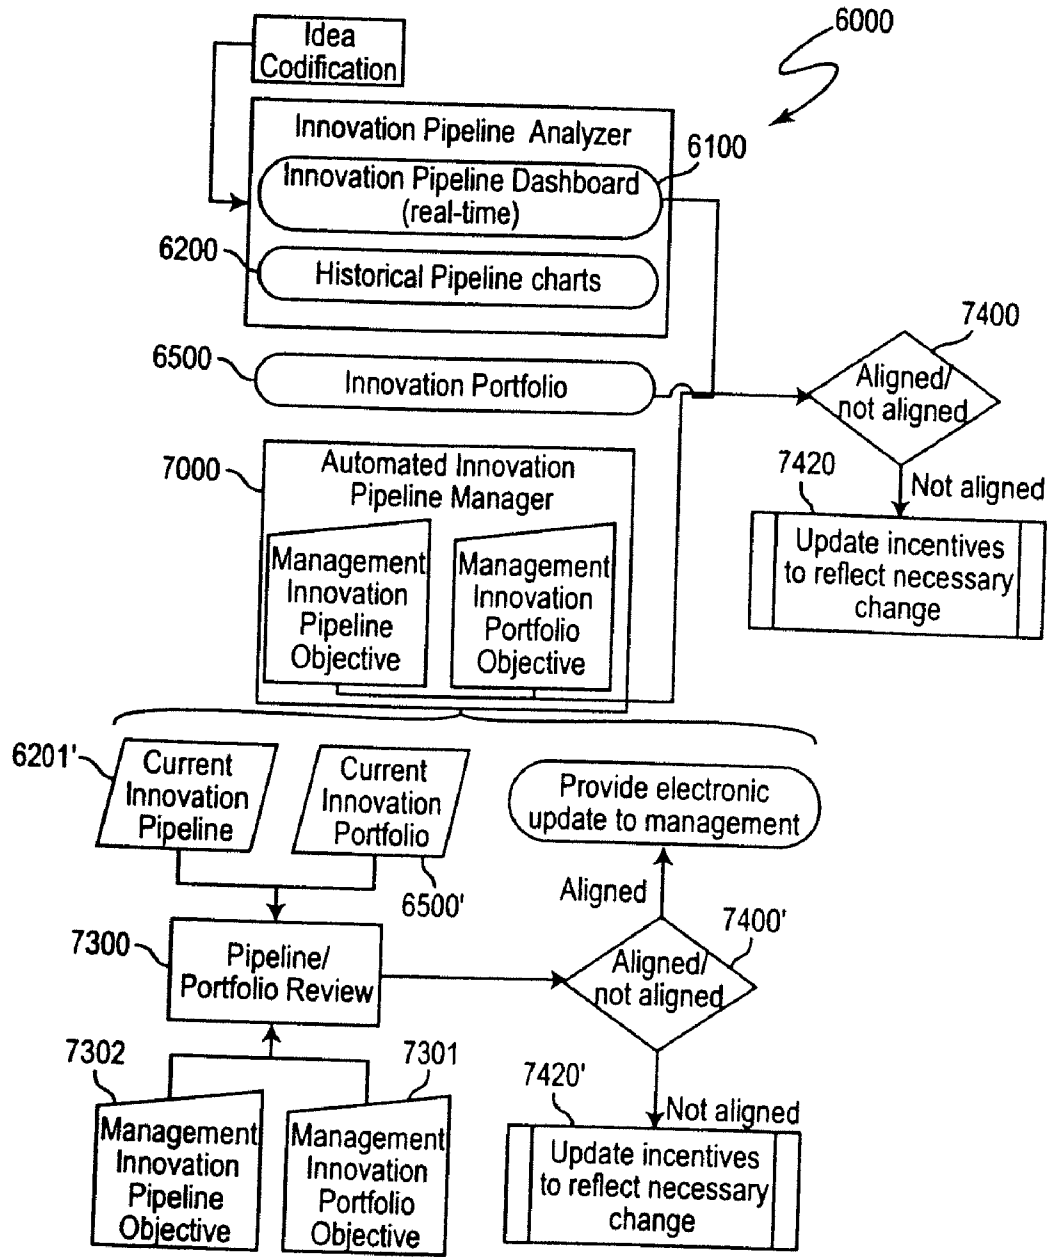 6000
Idea
Codification
Innovation Pipeline Analyzer
6100
Innovation Pipeline Dashboard
(real-time)
6200
Historical Pipeline charts
7400
6500
Innovation Portfolio
Aligned/
not aligned
7000
Automated Innovation
Pipeline Manager
7420
Not aligned
Management
Innovation
Pipeline
Objective
Management
Innovation
Portfolio
Objective
Update incentives
to reflect necessary
change
6201'
Current
Innovation
Pipeline
Current
Innovation
Portfolio
6500'
Provide electronic
update to management
Aligned
7400'
7300
Pipeline/
Portfolio Review
Aligned/
not aligned
7302
7301
7420'
Not aligned
Management
Innovation
Pipeline
Objective
Management
Innovation
Portfolio
Objective
Update incentives
to reflect necessary
change